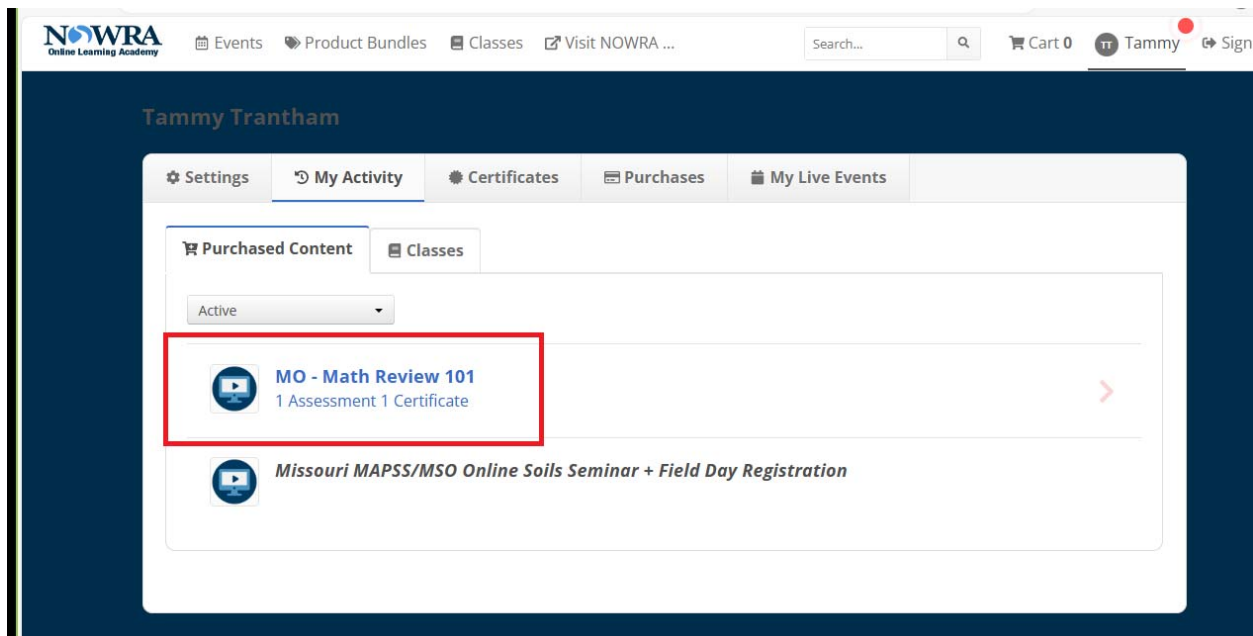 NOWRA
Online Learning Academy
Events
Product Bundles
Classes
Visit NOWRA ...
Search...
Cart 0
TT
Tammy
Sign
Tammy Trantham
Settings
My Activity
Certificates
Purchases
My Live Events
Purchased Content
Classes
Active
MO - Math Review 101
1 Assessment 1 Certificate
Missouri MAPSS/MSO Online Soils Seminar + Field Day Registration